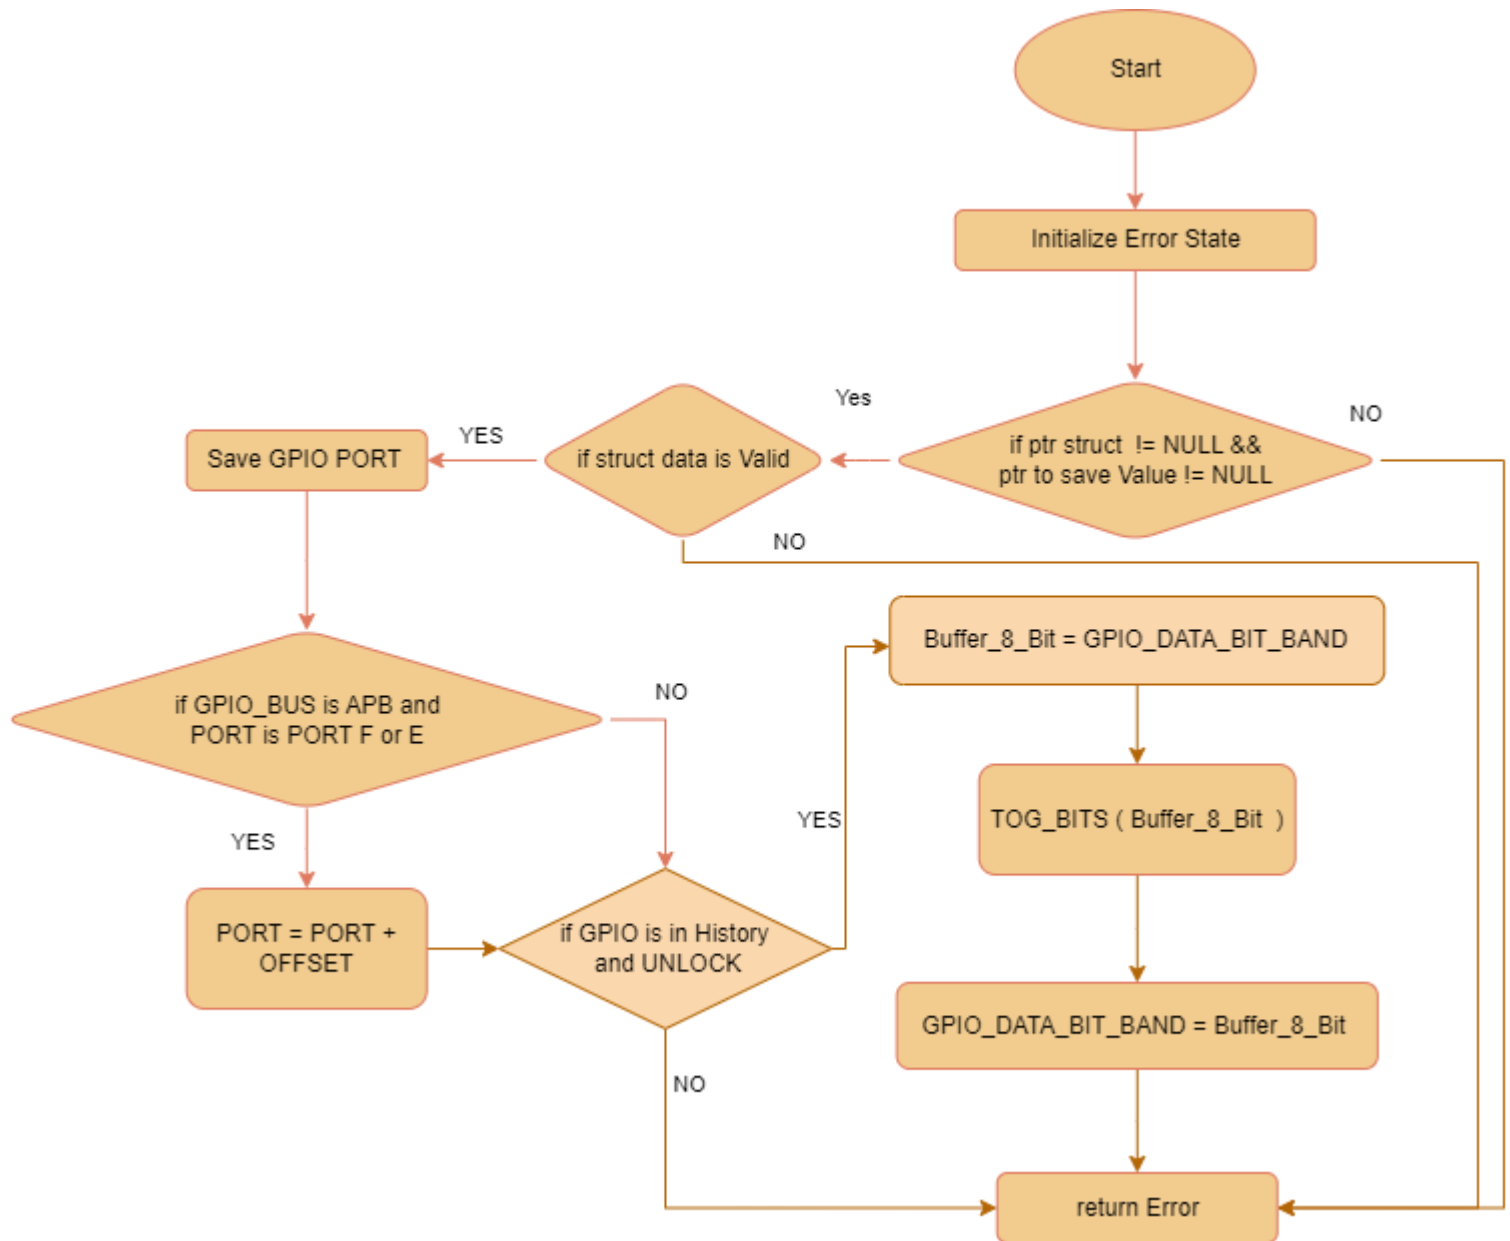 Start
Initialize Error State
if ptr struct  != NULL &&
ptr to save Value != NULL
Yes
NO
if struct data is Valid
YES
NO
Save GPIO PORT
if GPIO_BUS is APB and
PORT is PORT F or E
NO
YES
PORT = PORT +
OFFSET
if GPIO is in History
and UNLOCK
YES
NO
Buffer_8_Bit = GPIO_DATA_BIT_BAND
TOG_BITS ( Buffer_8_Bit  )
GPIO_DATA_BIT_BAND = Buffer_8_Bit
return Error